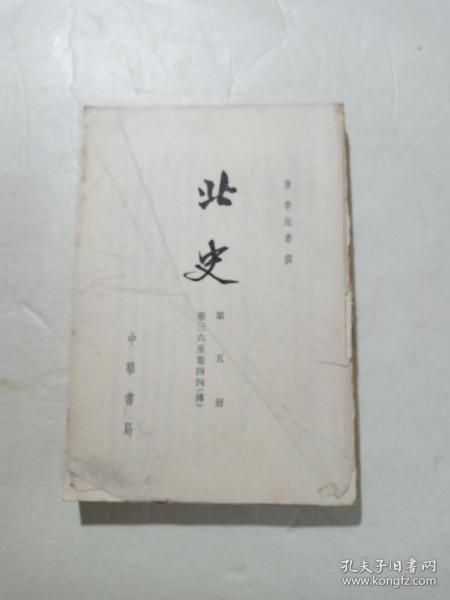 唐李延壽撰
北史
第五册
卷三六至卷四四(傳)
中華書局
孔夫子旧书网
www.kongfz.com